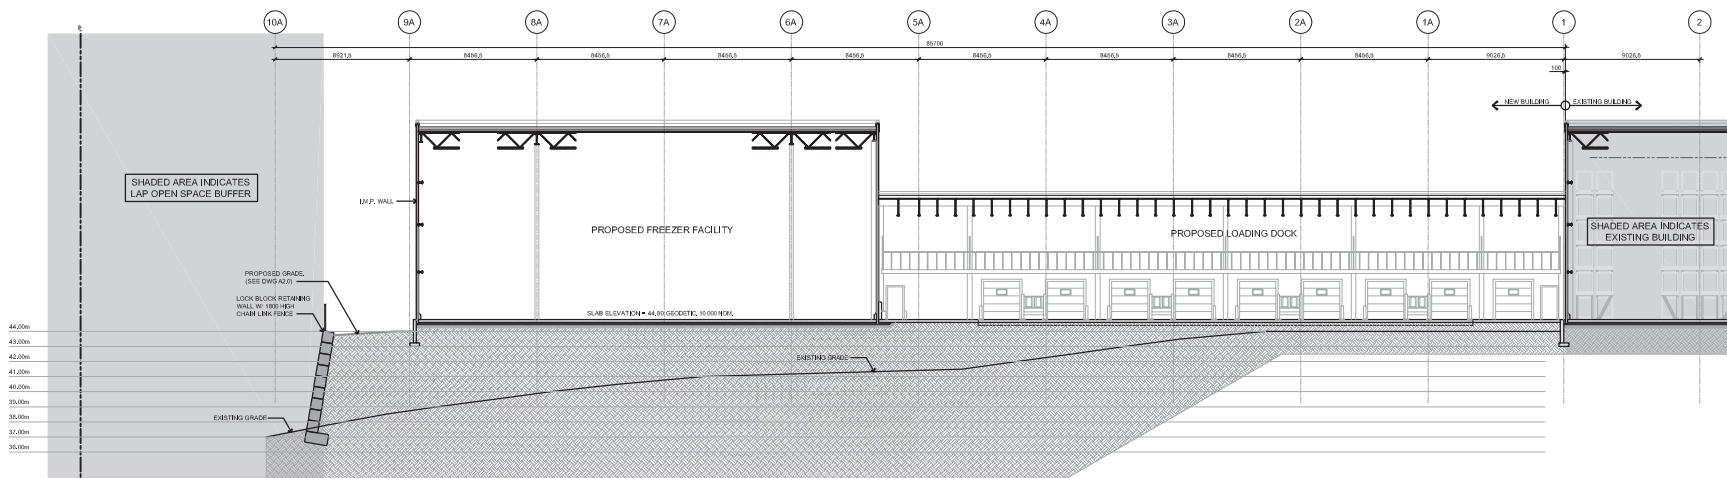 10A 9A 8A 7A 6A 5A 4A 3A 2A 1A 1 2
85700
8921,5 8456,5 8456,5 8456,5 8456,5 8456,5 8456,5 8456,5 8456,5 9026,5 9026,5
100
NEW BUILDING EXISTING BUILDING
SHADED AREA INDICATES
LAP OPEN SPACE BUFFER
I.M.P. WALL
PROPOSED FREEZER FACILITY
PROPOSED LOADING DOCK
SHADED AREA INDICATES
EXISTING BUILDING
PROPOSED GRADE.
(SEE DWG A2.0)
LOCK BLOCK RETAINING
WALL W/ 1800 HIGH
CHAIN LINK FENCE
SLAB ELEVATION = 44,80 GEODETIC, 10 000 NOM.
44.00m
43.00m
42.00m
EXISTING GRADE
41.00m
40.00m
39.00m
38.00m
EXISTING GRADE
37.00m
36.00m